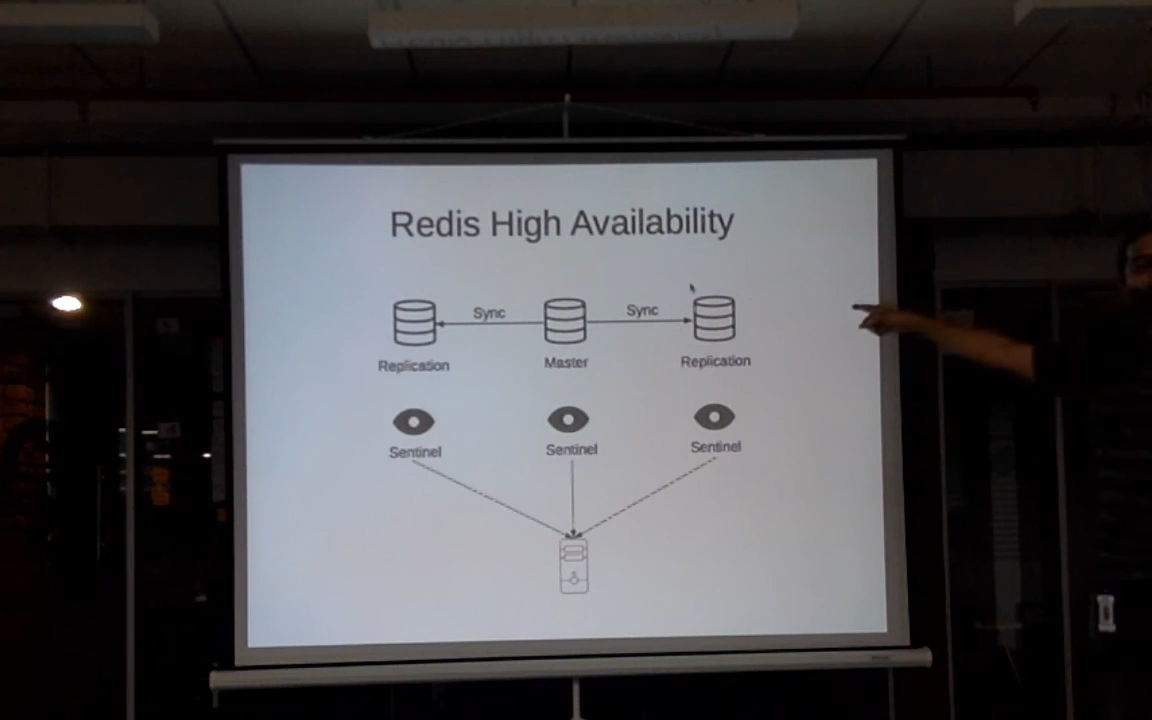 Redis High Availability
Sync
Sync
Replication
Master
Replication
Sentinel
Sentinel
Sentinel